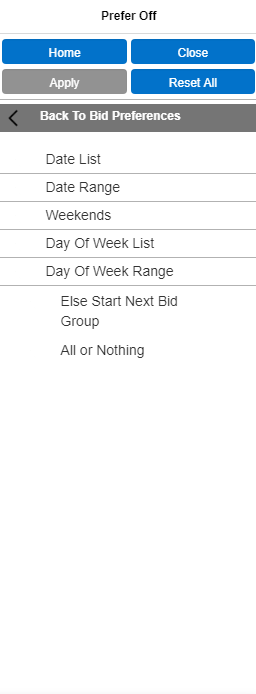 Prefer Off
Home
Close
Apply
Reset All
Back To Bid Preferences
Date List
Date Range
Weekends
Day Of Week List
Day Of Week Range
Else Start Next Bid
Group
All or Nothing